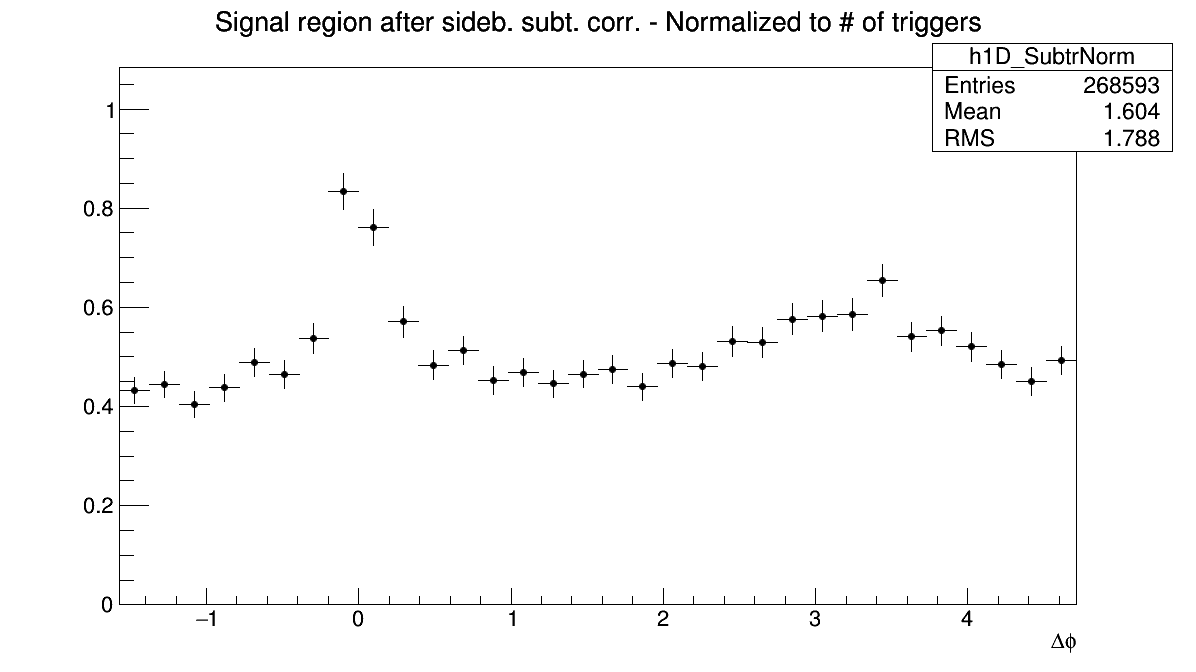 Signal region after sideb. subt. corr. - Normalized to # of triggers
h1D_SubtrNorm
Entries 268593
Mean 1.604
RMS 1.788
1
0.8
0.6
0.4
0.2
0
−1 0 1 2 3 4
Δϕ